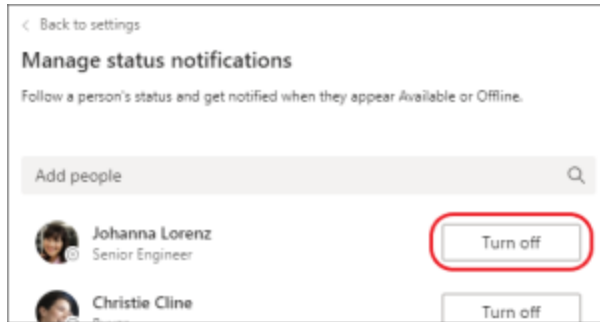 < Back to settings
Manage status notifications
Follow a person's status and get notified when they appear Available or Offline.
Add people
Johanna Lorenz
Turn off
Senior Engineer
Christie Cline
Turn off